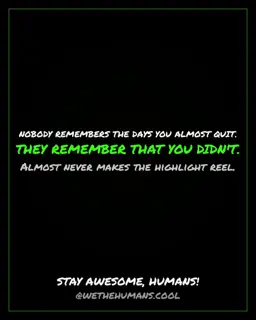 Nobody remembers the days you almost quit.
They remember that you didn't.
Almost never makes the highlight reel.
Stay awesome, humans!
@wethehumans.cool